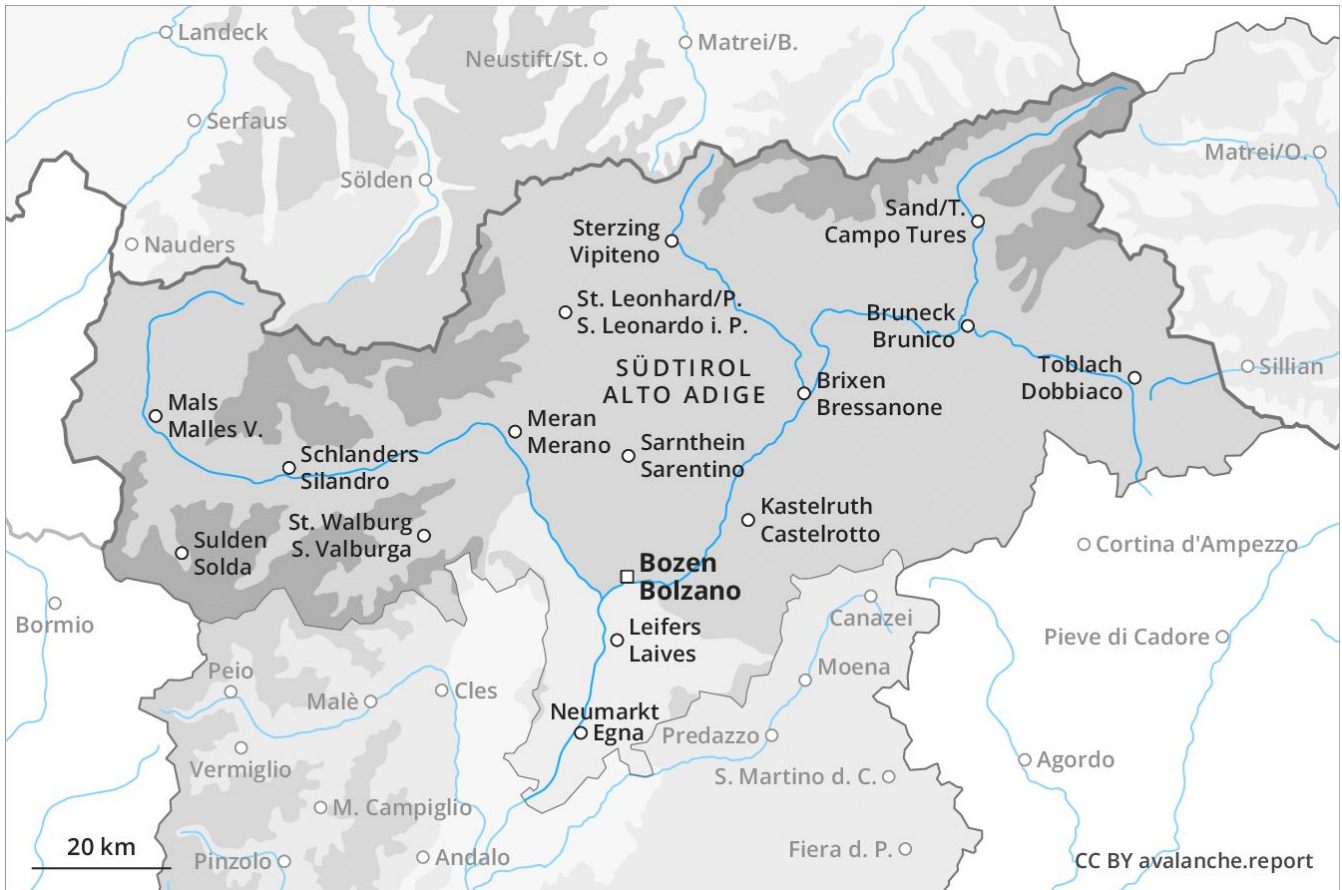 Landeck
Neustift/St.
Matrei/B.
Serfaus
Matrei/O.
Sölden
Sand/T.
Campo Tures
Sterzing
Vipiteno
Nauders
St. Leonhard/P.
S. Leonardo i. P.
Bruneck
Brunico
SÜDTIROL
ALTO ADIGE
Toblach
Dobbiaco
Sillian
Brixen
Bressanone
Mals
Malles V.
Meran
Merano
Sarnthein
Sarentino
Schlanders
Silandro
Kastelruth
Castelrotto
St. Walburg
S. Valburga
Sulden
Solda
Cortina d'Ampezzo
Bozen
Bolzano
Bormio
Canazei
Leifers
Laives
Pieve di Cadore
Peio
Moena
Malè
Cles
Neumarkt
Egna
Predazzo
Vermiglio
Agordo
S. Martino d. C.
M. Campiglio
20 km
Pinzolo
Andalo
Fiera d. P.
CC BY avalanche.report